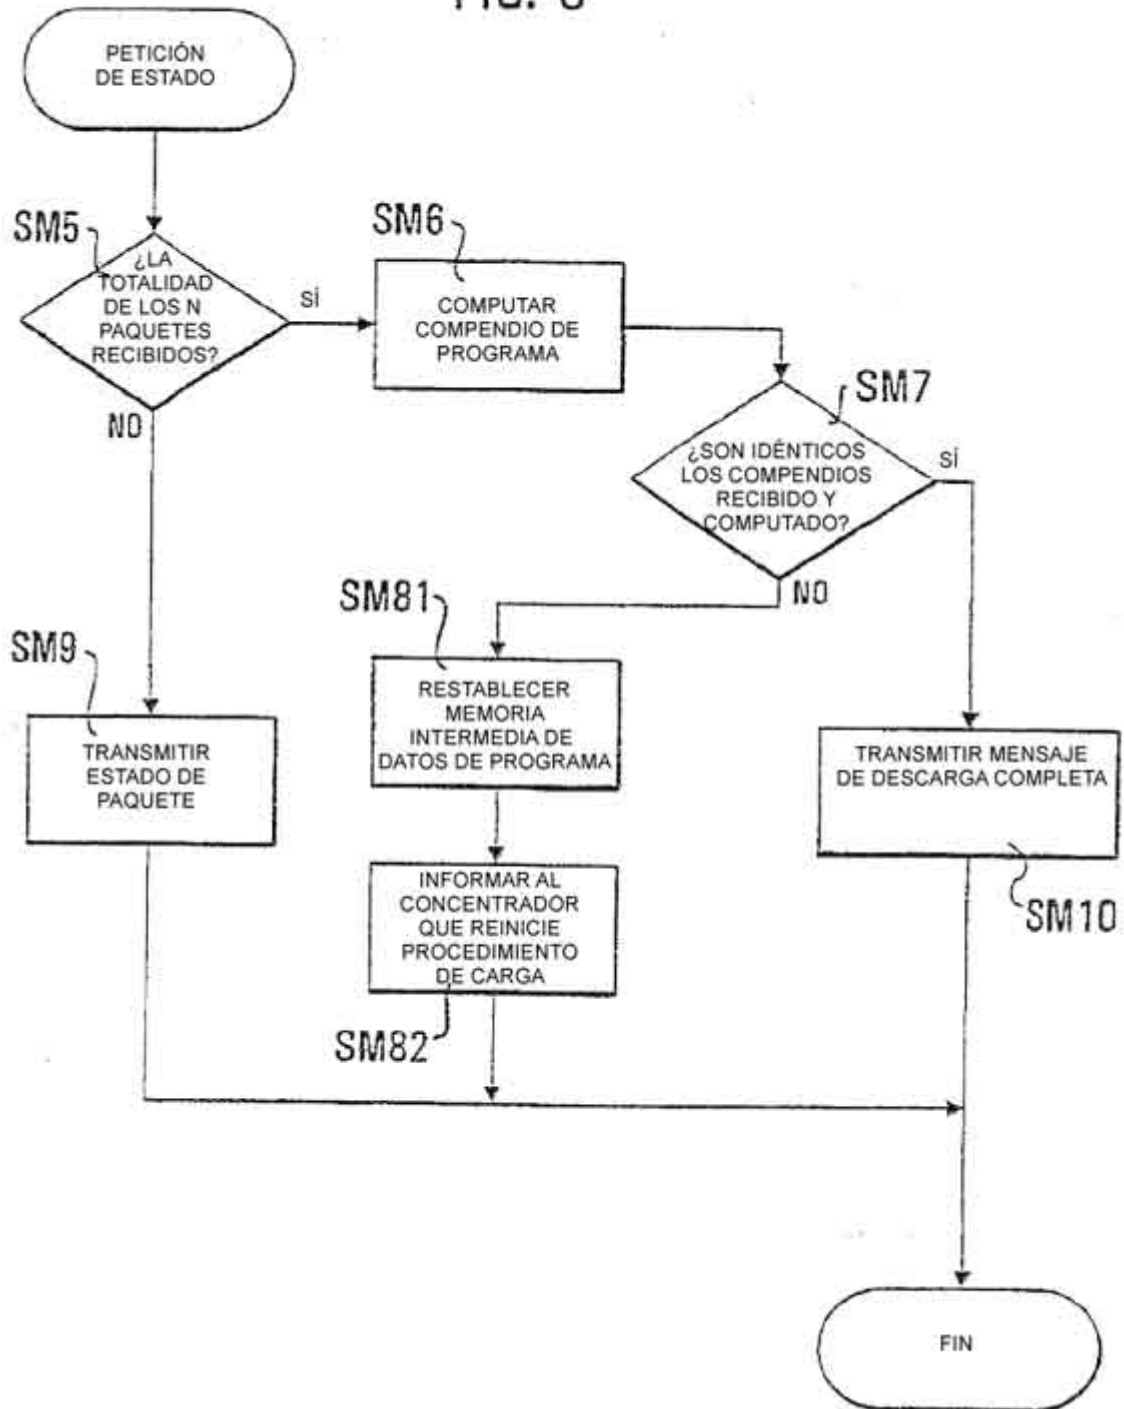 PETICIÓN
DE ESTADO
SM5
¿LA
TOTALIDAD
DE LOS N
PAQUETES
RECIBIDOS?
SÍ
NO
SM6
COMPUTAR
COMPENDIO DE
PROGRAMA
SM7
¿SON IDÉNTICOS
LOS COMPENDIOS
RECIBIDO Y
COMPUTADO?
SÍ
NO
SM81
RESTABLECER
MEMORIA
INTERMEDIA DE
DATOS DE PROGRAMA
SM9
TRANSMITIR
ESTADO DE
PAQUETE
TRANSMITIR MENSAJE
DE DESCARGA COMPLETA
SM10
INFORMAR AL
CONCENTRADOR
QUE REINICIE
PROCEDIMIENTO
DE CARGA
SM82
FIN